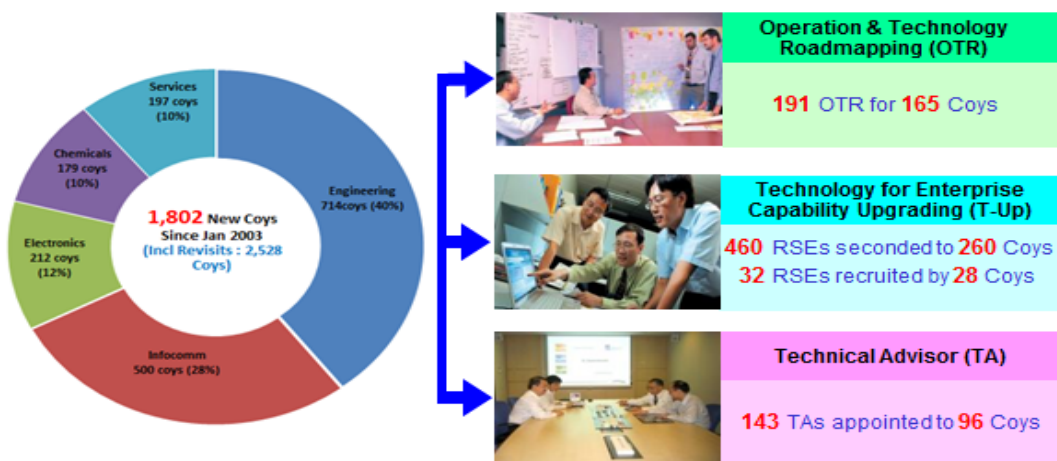 Services
197 coys
(10%)
Chemicals
179 coys
(10%)
Electronics
212 coys
(12%)
Infocomm
500 coys (28%)
Engineering
714coys (40%)
1,802 New Coys
Since Jan 2003
(Incl Revisits : 2,528
Coys)
Operation & Technology
Roadmapping (OTR)
191 OTR for 165 Coys
Technology for Enterprise
Capability Upgrading (T-Up)
460 RSEs seconded to 260 Coys
32 RSEs recruited by 28 Coys
Technical Advisor (TA)
143 TAs appointed to 96 Coys